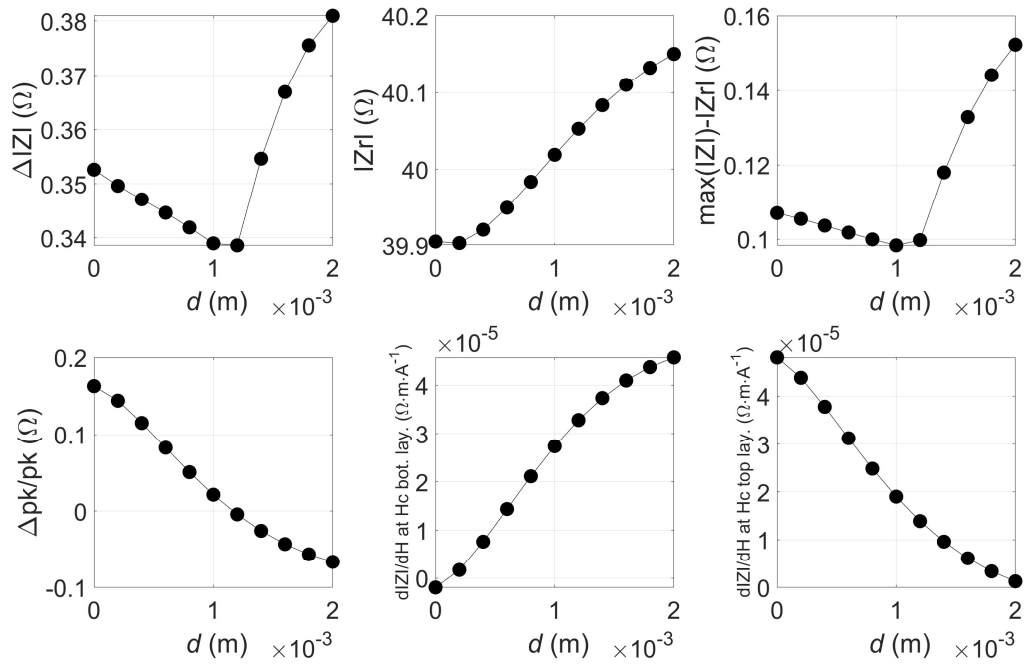 0.38
0.37
0.36
0.35
0.34
Δ|Z| (Ω)
0 1 2
d (m) ×10-3
40.2
40.1
40
39.9
|Zr| (Ω)
0 1 2
d (m) ×10-3
0.16
0.14
0.12
0.1
max(|Z|)-|Zr| (Ω)
0 1 2
d (m) ×10-3
0.2
0.1
0
-0.1
Δpk/pk (Ω)
0 1 2
d (m) ×10-3
×10-5
4
3
2
1
0
d|Z|/dH at Hc bot. lay. (Ω·m·A-1)
0 1 2
d (m) ×10-3
×10-5
4
3
2
1
0
d|Z|/dH at Hc top lay. (Ω·m·A-1)
0 1 2
d (m) ×10-3